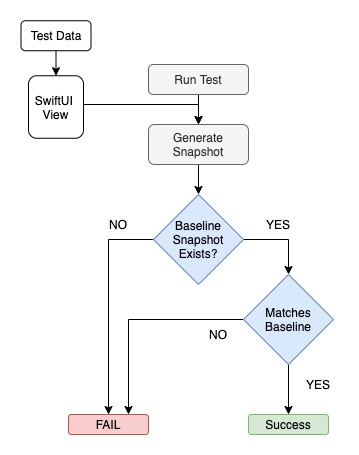 Test Data
Run Test
SwiftUI
View
Generate
Snapshot
NO
Baseline
Snapshot
Exists?
YES
Matches
Baseline
NO
YES
FAIL
Success